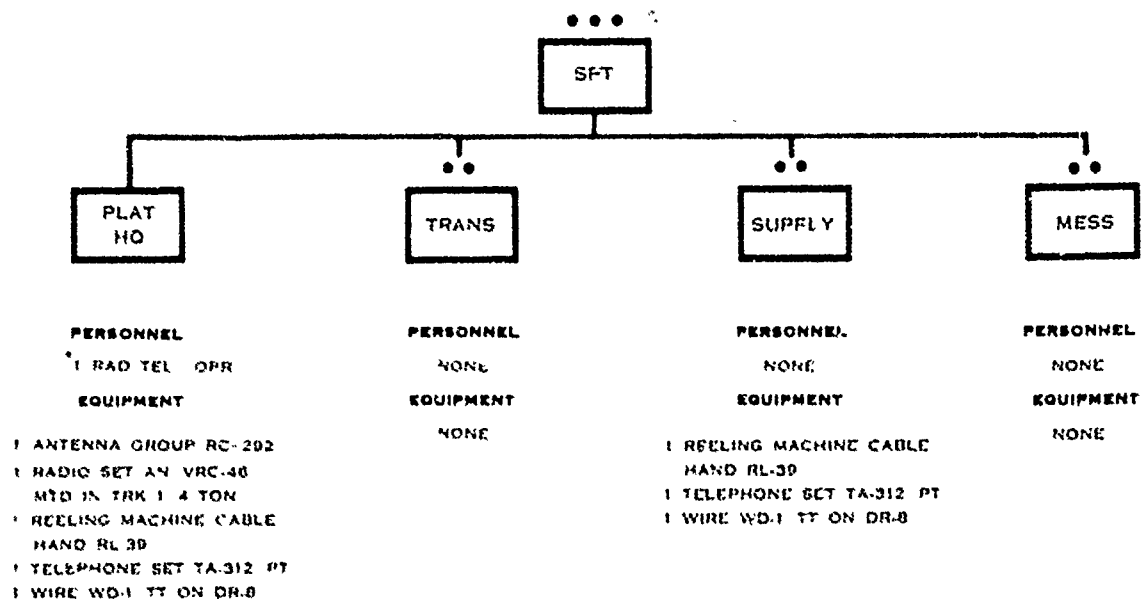 SPT
PLAT
HQ
TRANS
SUPPLY
MESS
PERSONNEL
*1 RAD TEL OPR
EQUIPMENT
1 ANTENNA GROUP RC-292
1 RADIO SET AN VRC-46
MTD IN TRK 1 4 TON
1 REELING MACHINE CABLE
HAND RL 39
1 TELEPHONE SET TA-312 PT
1 WIRE WD-1 TT ON DR-8
PERSONNEL
NONE
EQUIPMENT
NONE
PERSONNEL
NONE
EQUIPMENT
1 REELING MACHINE CABLE
HAND RL-39
1 TELEPHONE SET TA-312 PT
1 WIRE WD-1 TT ON DR-8
PERSONNEL
NONE
EQUIPMENT
NONE